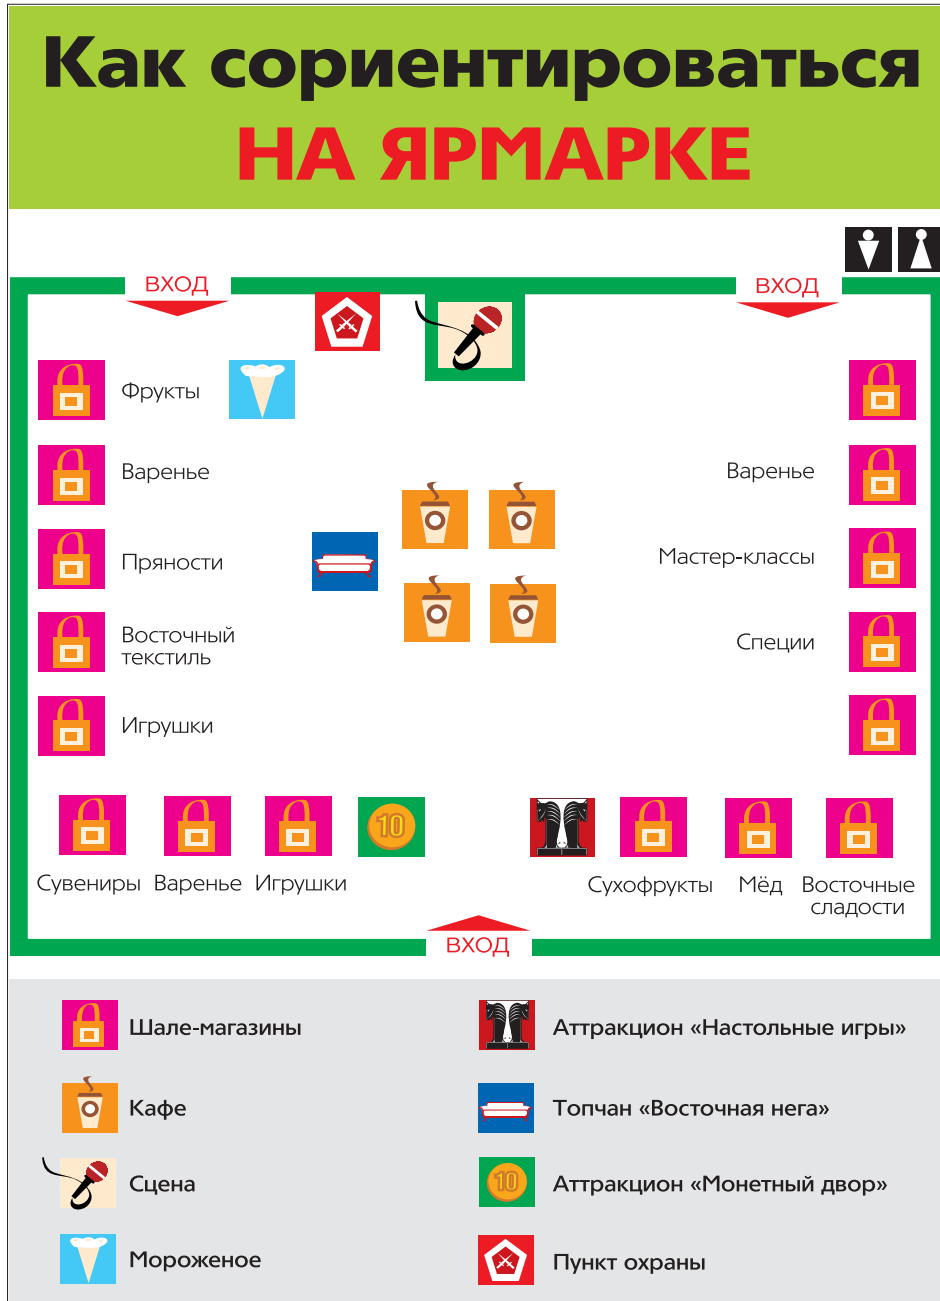 Как сориентироваться
НА ЯРМАРКЕ
ВХОД
ВХОД
Фрукты
Варенье
Варенье
Пряности
Мастер-классы
Восточный
текстиль
Специи
Игрушки
10
Сувениры
Варенье
Игрушки
Сухофрукты
Мёд
Восточные
сладости
ВХОД
Шале-магазины
Аттракцион «Настольные игры»
Кафе
Топчан «Восточная нега»
Сцена
10
Аттракцион «Монетный двор»
Мороженое
Пункт охраны